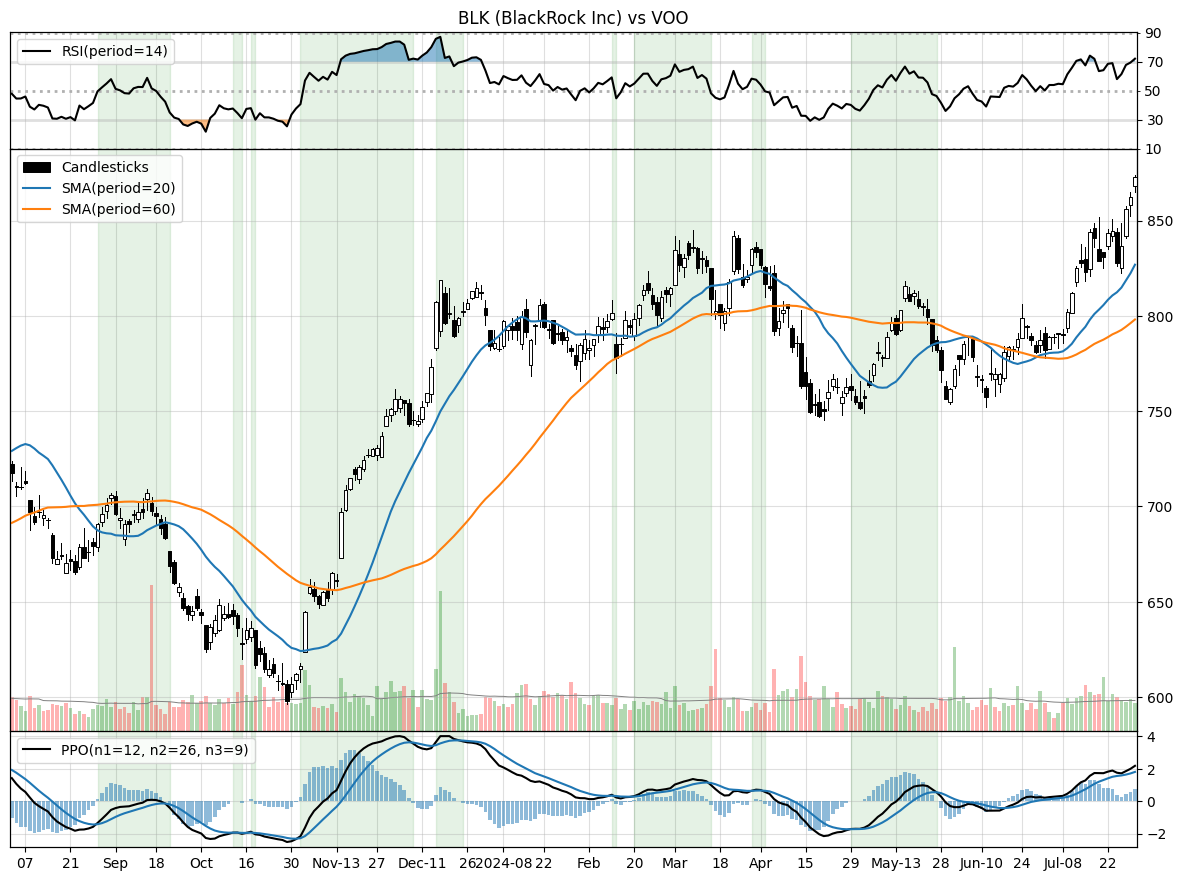 BLK (BlackRock Inc) vs VOO
RSI(period=14)
90
70
50
30
10
Candlesticks
SMA(period=20)
SMA(period=60)
850
800
750
700
650
600
PPO(n1=12, n2=26, n3=9)
4
2
0
−2
07 21 Sep 18 Oct 16 30 Nov-13 27 Dec-11 26 2024-08 22 Feb 20 Mar 18 Apr 15 29 May-13 28 Jun-10 24 Jul-08 22